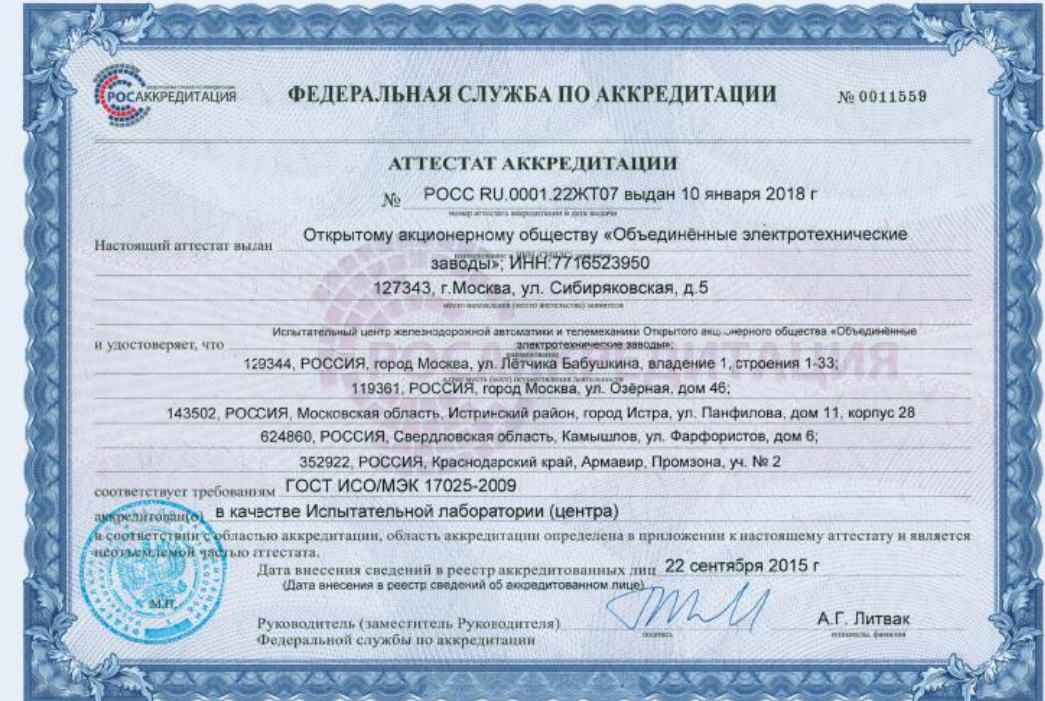 РОСАККРЕДИТАЦИЯ
ФЕДЕРАЛЬНАЯ СЛУЖБА ПО АККРЕДИТАЦИИ
№ 0011559
АТТЕСТАТ АККРЕДИТАЦИИ
№ РОСС RU.0001.22ЖТ07 выдан 10 января 2018 г
номер аттестата аккредитации и дата выдачи
Настоящий аттестат выдан Открытому акционерному обществу «Объединённые электротехнические
заводы»; ИНН:7716523950
127343, г.Москва, ул. Сибиряковская, д.5
место нахождения (место жительства) заявителя
и удостоверяет, что Испытательный центр железнодорожной автоматики и телемеханики Открытого акционерного общества «Объединённые
электротехнические заводы»;
наименование
129344, РОССИЯ, город Москва, ул. Лётчика Бабушкина, владение 1, строения 1-33;
адрес места (мест) осуществления деятельности
119361, РОССИЯ, город Москва, ул. Озёрная, дом 46;
143502, РОССИЯ, Московская область, Истринский район, город Истра, ул. Панфилова, дом 11, корпус 28
624860, РОССИЯ, Свердловская область, Камышлов, ул. Фарфористов, дом 6;
352922, РОССИЯ, Краснодарский край, Армавир, Промзона, уч. № 2
соответствует требованиям ГОСТ ИСО/МЭК 17025-2009
аккредитован(о) в качестве Испытательной лаборатории (центра)
в соответствии с областью аккредитации, область аккредитации определена в приложении к настоящему аттестату и является
неотъемлемой частью аттестата.
Дата внесения сведений в реестр аккредитованных лиц 22 сентября 2015 г
(Дата внесения в реестр сведений об аккредитованном лице)
М.П.
Руководитель (заместитель Руководителя)
Федеральной службы по аккредитации
подпись
А.Г. Литвак
инициалы, фамилия